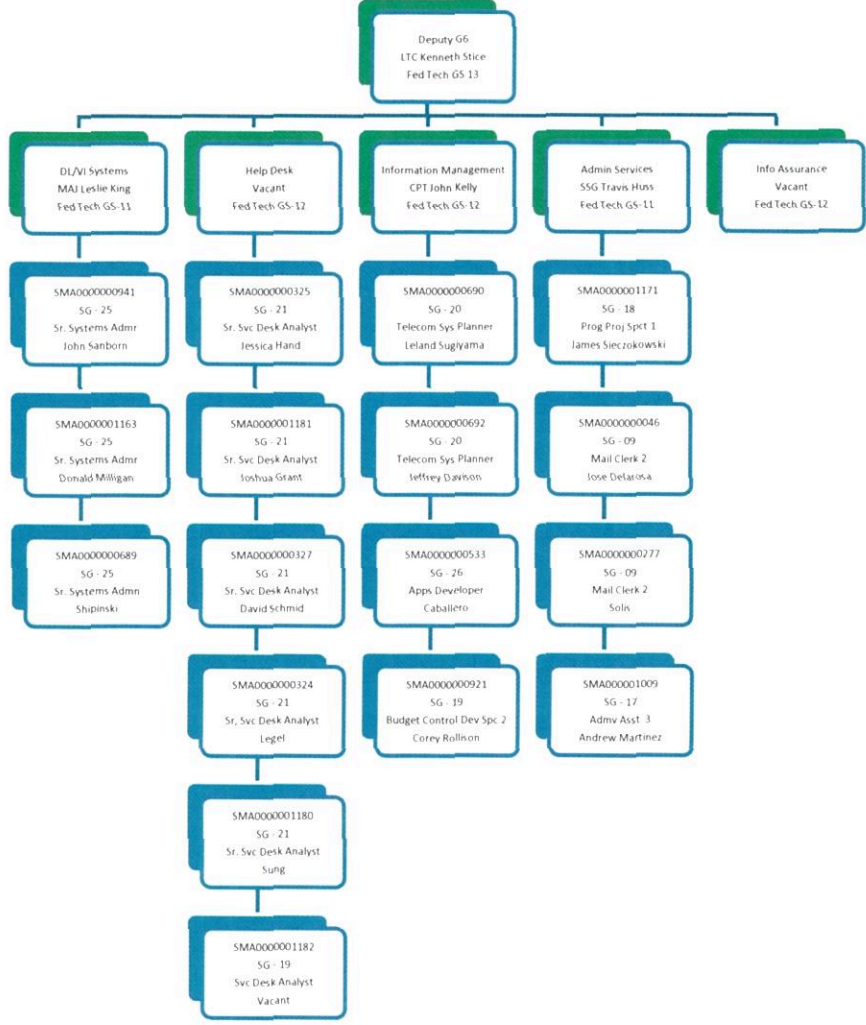 Deputy G6
LTC Kenneth Stice
Fed Tech GS 13
DL/VI Systems
MAJ Leslie King
Fed Tech GS-11
Help Desk
Vacant
Fed Tech GS-12
Information Management
CPT John Kelly
Fed Tech GS-12
Admin Services
SSG Travis Huss
Fed Tech GS-11
Info Assurance
Vacant
Fed Tech GS-12
SMA0000000941
SG - 25
Sr. Systems Admr
John Sanborn
SMA0000001163
SG - 25
Sr. Systems Admr
Donald Milligan
SMA0000000689
SG - 25
Sr. Systems Admn
Shipinski
SMA0000000325
SG - 21
Sr. Svc Desk Analyst
Jessica Hand
SMA0000001181
SG - 21
Sr. Svc Desk Analyst
Joshua Grant
SMA0000000327
SG - 21
Sr. Svc Desk Analyst
David Schmid
SMA0000000324
SG - 21
Sr, Svc Desk Analyst
Legel
SMA0000001180
SG - 21
Sr. Svc Desk Analyst
Sung
SMA0000001182
SG - 19
Svc Desk Analyst
Vacant
SMA0000000690
SG - 20
Telecom Sys Planner
Leland Sugiyama
SMA0000000692
SG - 20
Telecom Sys Planner
Jeffrey Davison
SMA0000000533
SG - 26
Apps Developer
Caballero
SMA0000000921
SG - 19
Budget Control Dev Spc 2
Corey Rollison
SMA0000001171
SG - 18
Prog Proj Spct 1
James Sieczokowski
SMA0000000046
SG - 09
Mail Clerk 2
Jose Delarosa
SMA0000000277
SG - 09
Mail Clerk 2
Solis
SMA000001009
SG - 17
Admv Asst 3
Andrew Martinez